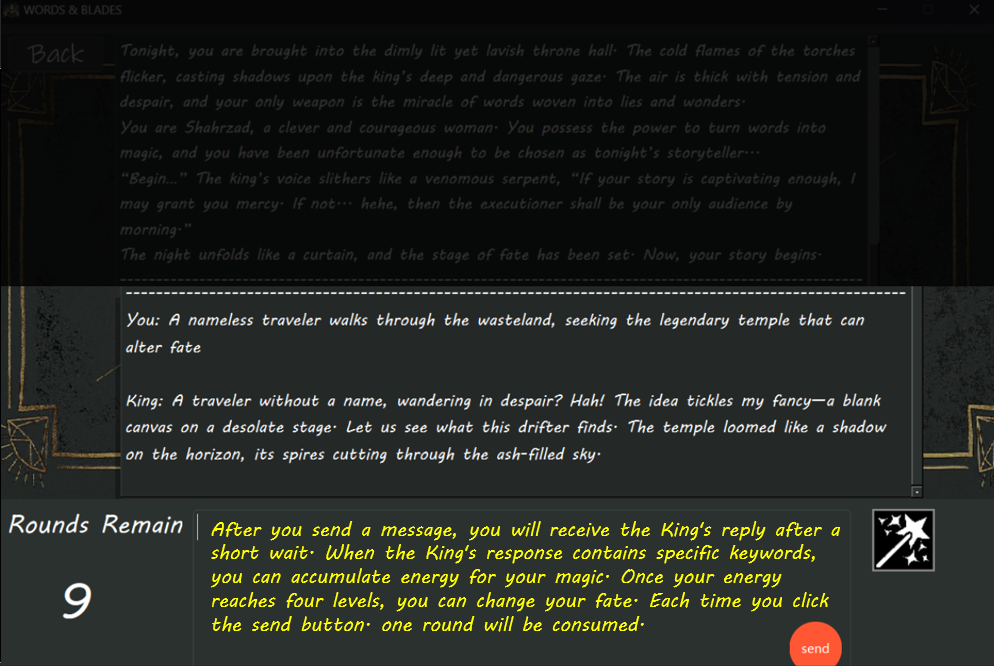 WORDS & BLADES
Back
Tonight, you are brought into the dimly lit yet lavish throne hall. The cold flames of the torches
flicker, casting shadows upon the king's deep and dangerous gaze. The air is thick with tension and
despair, and your only weapon is the miracle of words woven into lies and wonders.
You are Shahrzad, a clever and courageous woman. You possess the power to turn words into
magic, and you have been unfortunate enough to be chosen as tonight's storyteller...
“Begin...” The king's voice slithers like a venomous serpent, “If your story is captivating enough, I
may grant you mercy. If not... hehe, then the executioner shall be your only audience by
morning.”
The night unfolds like a curtain, and the stage of fate has been set. Now, your story begins.
You: A nameless traveler walks through the wasteland, seeking the legendary temple that can
alter fate
King: A traveler without a name, wandering in despair? Hah! The idea tickles my fancy—a blank
canvas on a desolate stage. Let us see what this drifter finds. The temple loomed like a shadow
on the horizon, its spires cutting through the ash-filled sky.
Rounds Remain
9
After you send a message, you will receive the King's reply after a
short wait. When the King's response contains specific keywords,
you can accumulate energy for your magic. Once your energy
reaches four levels, you can change your fate. Each time you click
the send button. one round will be consumed.
send